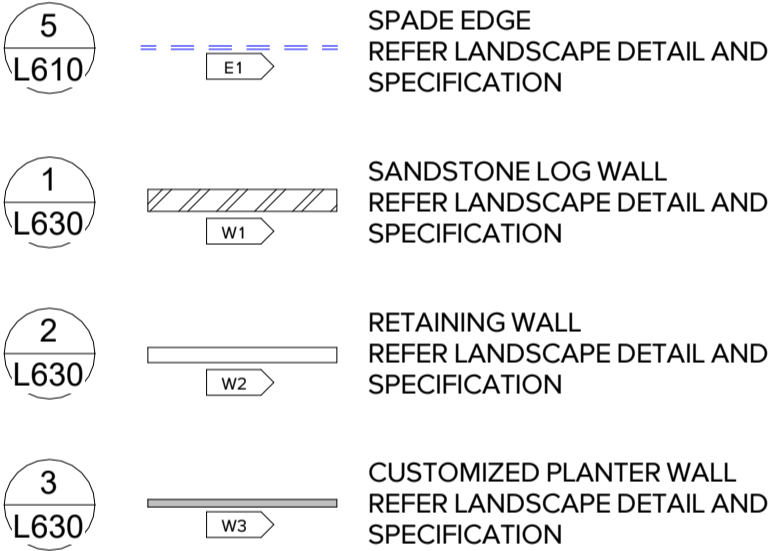 5
L610
E1
SPADE EDGE
REFER LANDSCAPE DETAIL AND
SPECIFICATION
1
L630
W1
SANDSTONE LOG WALL
REFER LANDSCAPE DETAIL AND
SPECIFICATION
2
L630
W2
RETAINING WALL
REFER LANDSCAPE DETAIL AND
SPECIFICATION
3
L630
W3
CUSTOMIZED PLANTER WALL
REFER LANDSCAPE DETAIL AND
SPECIFICATION